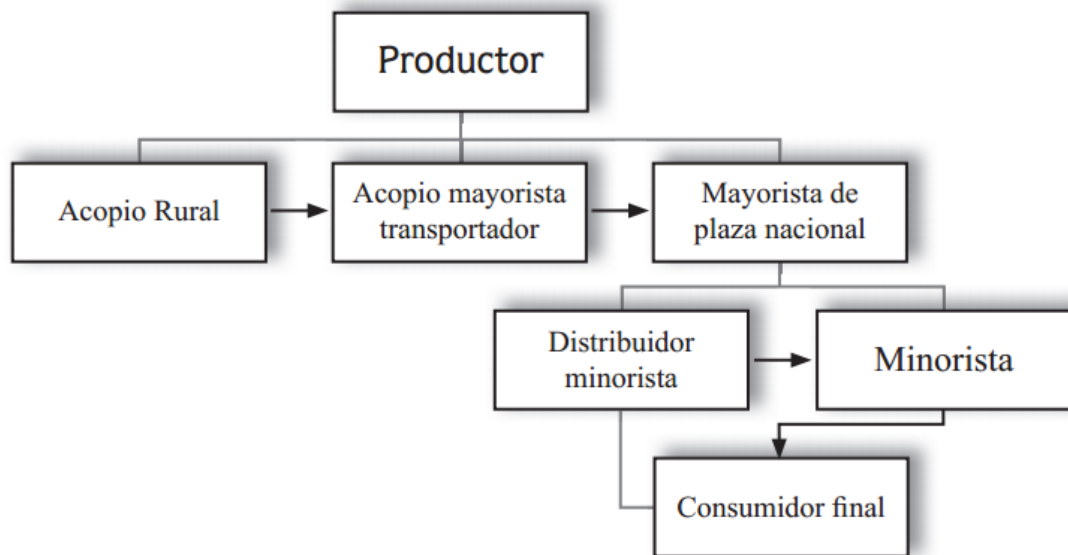 Productor
Acopio Rural
Acopio mayorista
transportador
Mayorista de
plaza nacional
Distribuidor
minorista
Minorista
Consumidor final